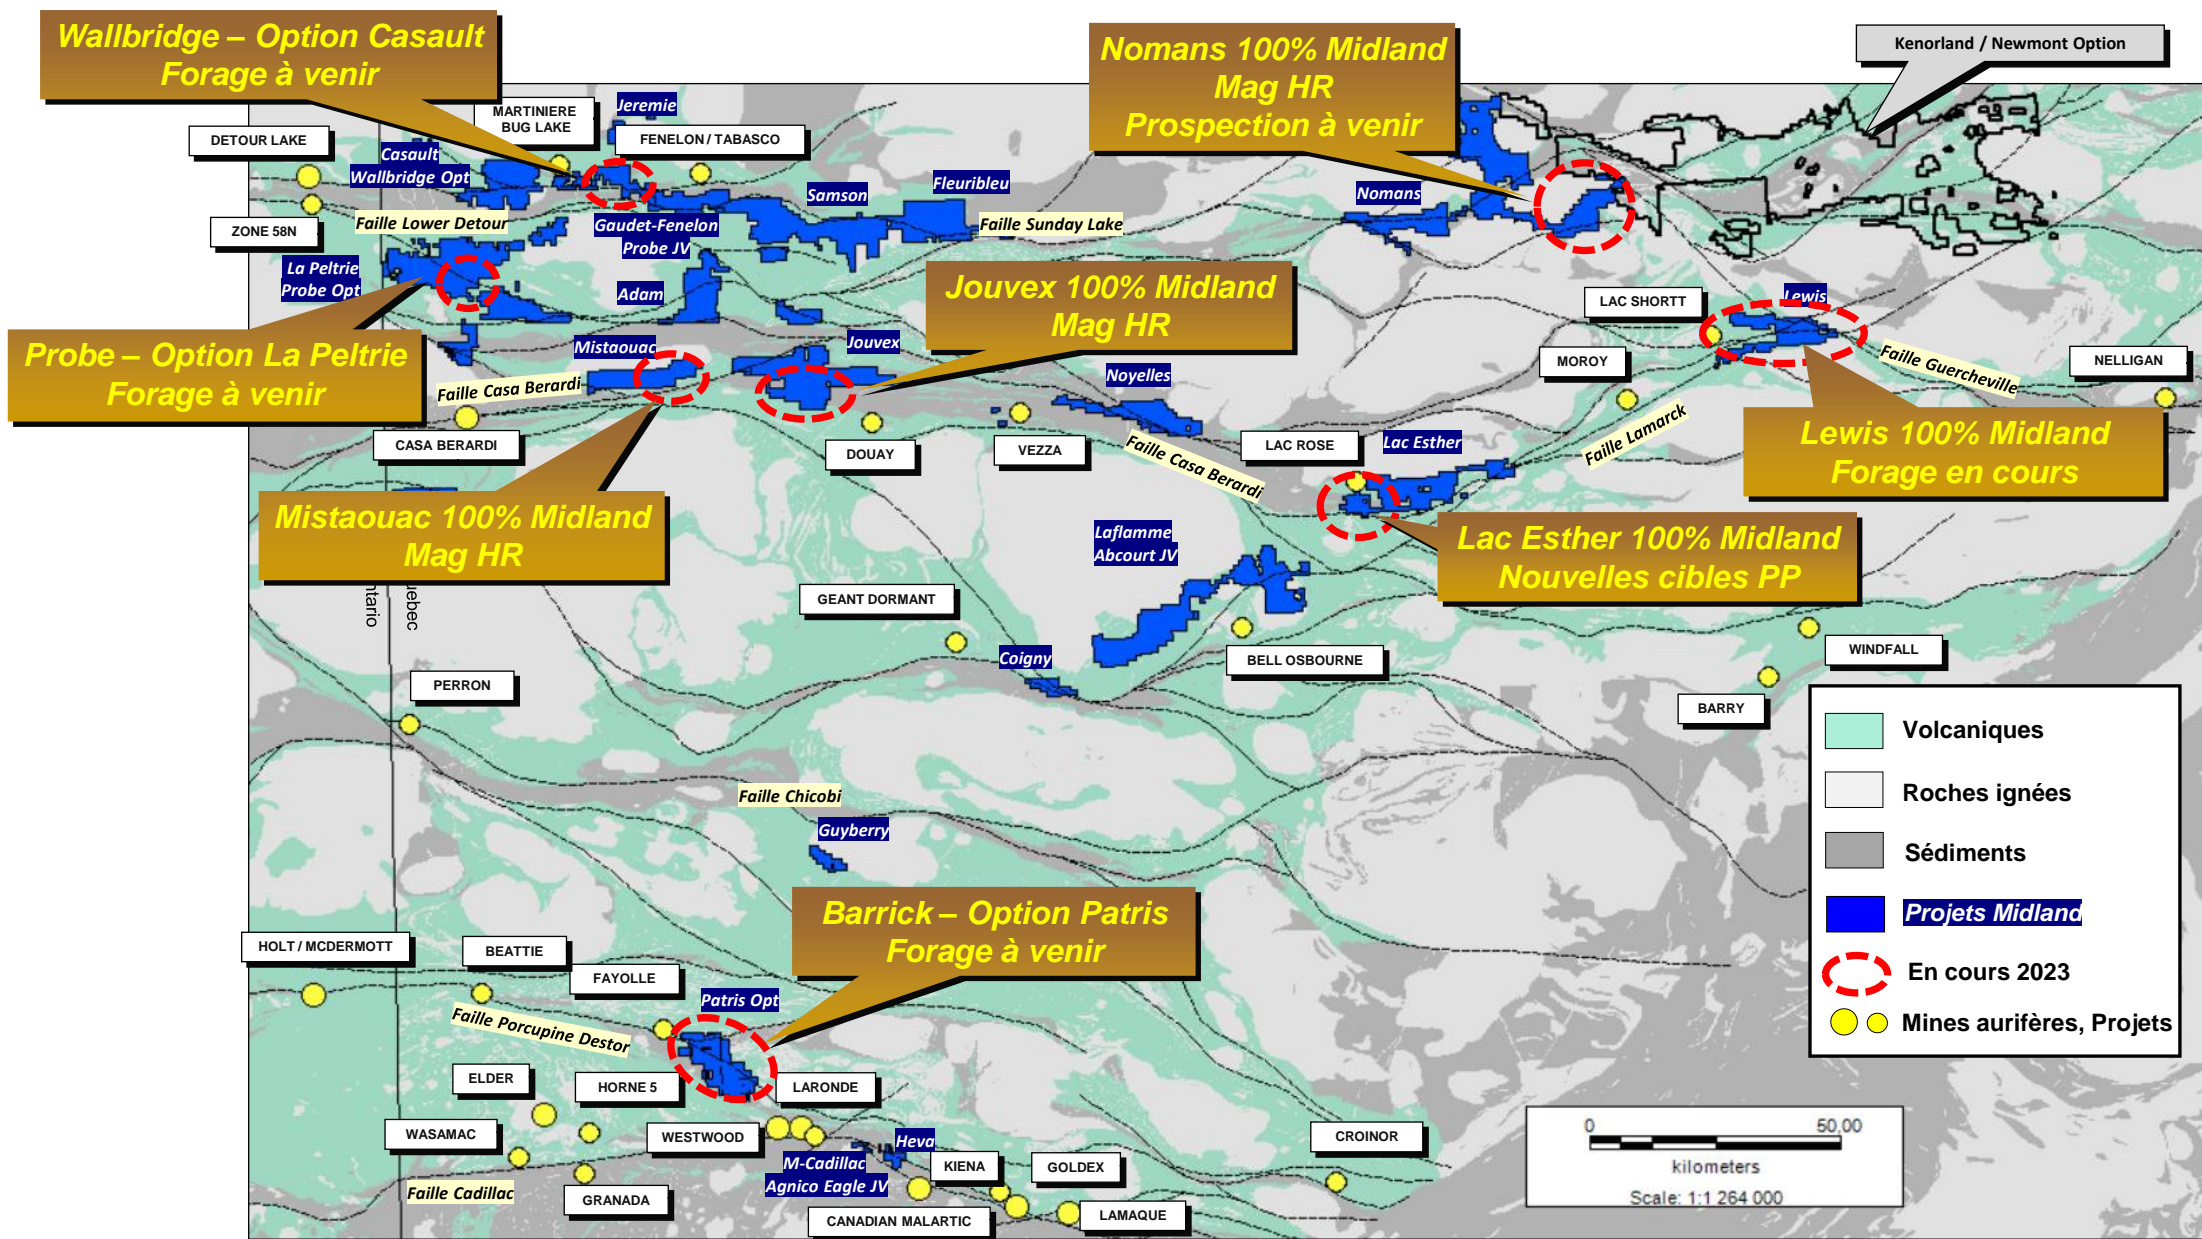 Wallbridge – Option Casault
Forage à venir
Nomans 100% Midland
Mag HR
Prospection à venir
Kenorland / Newmont Option
MARTINIERE
BUG LAKE
Jeremie
FENELON / TABASCO
DETOUR LAKE
Casault
Wallbridge Opt
Samson
Fleuribleu
Nomans
ZONE 58N
Faille Lower Detour
Gaudet-Fenelon
Probe JV
Faille Sunday Lake
La Peltrie
Probe Opt
Adam
Jouvex 100% Midland
Mag HR
LAC SHORTT
Lewis
Probe – Option La Peltrie
Forage à venir
Mistaouac
Jouvex
Noyelles
MOROY
Faille Guercheville
NELLIGAN
Faille Casa Berardi
CASA BERARDI
DOUAY
VEZZA
Faille Casa Berardi
LAC ROSE
Lac Esther
Faille Lamarck
Lewis 100% Midland
Forage en cours
Mistaouac 100% Midland
Mag HR
Laflamme
Abcourt JV
Lac Esther 100% Midland
Nouvelles cibles PP
ntario
uebec
GEANT DORMANT
Coigny
BELL OSBOURNE
WINDFALL
PERRON
BARRY
Volcaniques
Roches ignées
Sédiments
Projets Midland
En cours 2023
Mines aurifères, Projets
Faille Chicobi
Guyberry
Barrick – Option Patris
Forage à venir
HOLT / MCDERMOTT
BEATTIE
FAYOLLE
Patris Opt
Faille Porcupine Destor
ELDER
HORNE 5
LARONDE
WASAMAC
WESTWOOD
Heva
CROINOR
M-Cadillac
Agnico Eagle JV
KIENA
GOLDEX
Faille Cadillac
GRANADA
CANADIAN MALARTIC
LAMAQUE
0 50,00
kilometers
Scale: 1:1 264 000